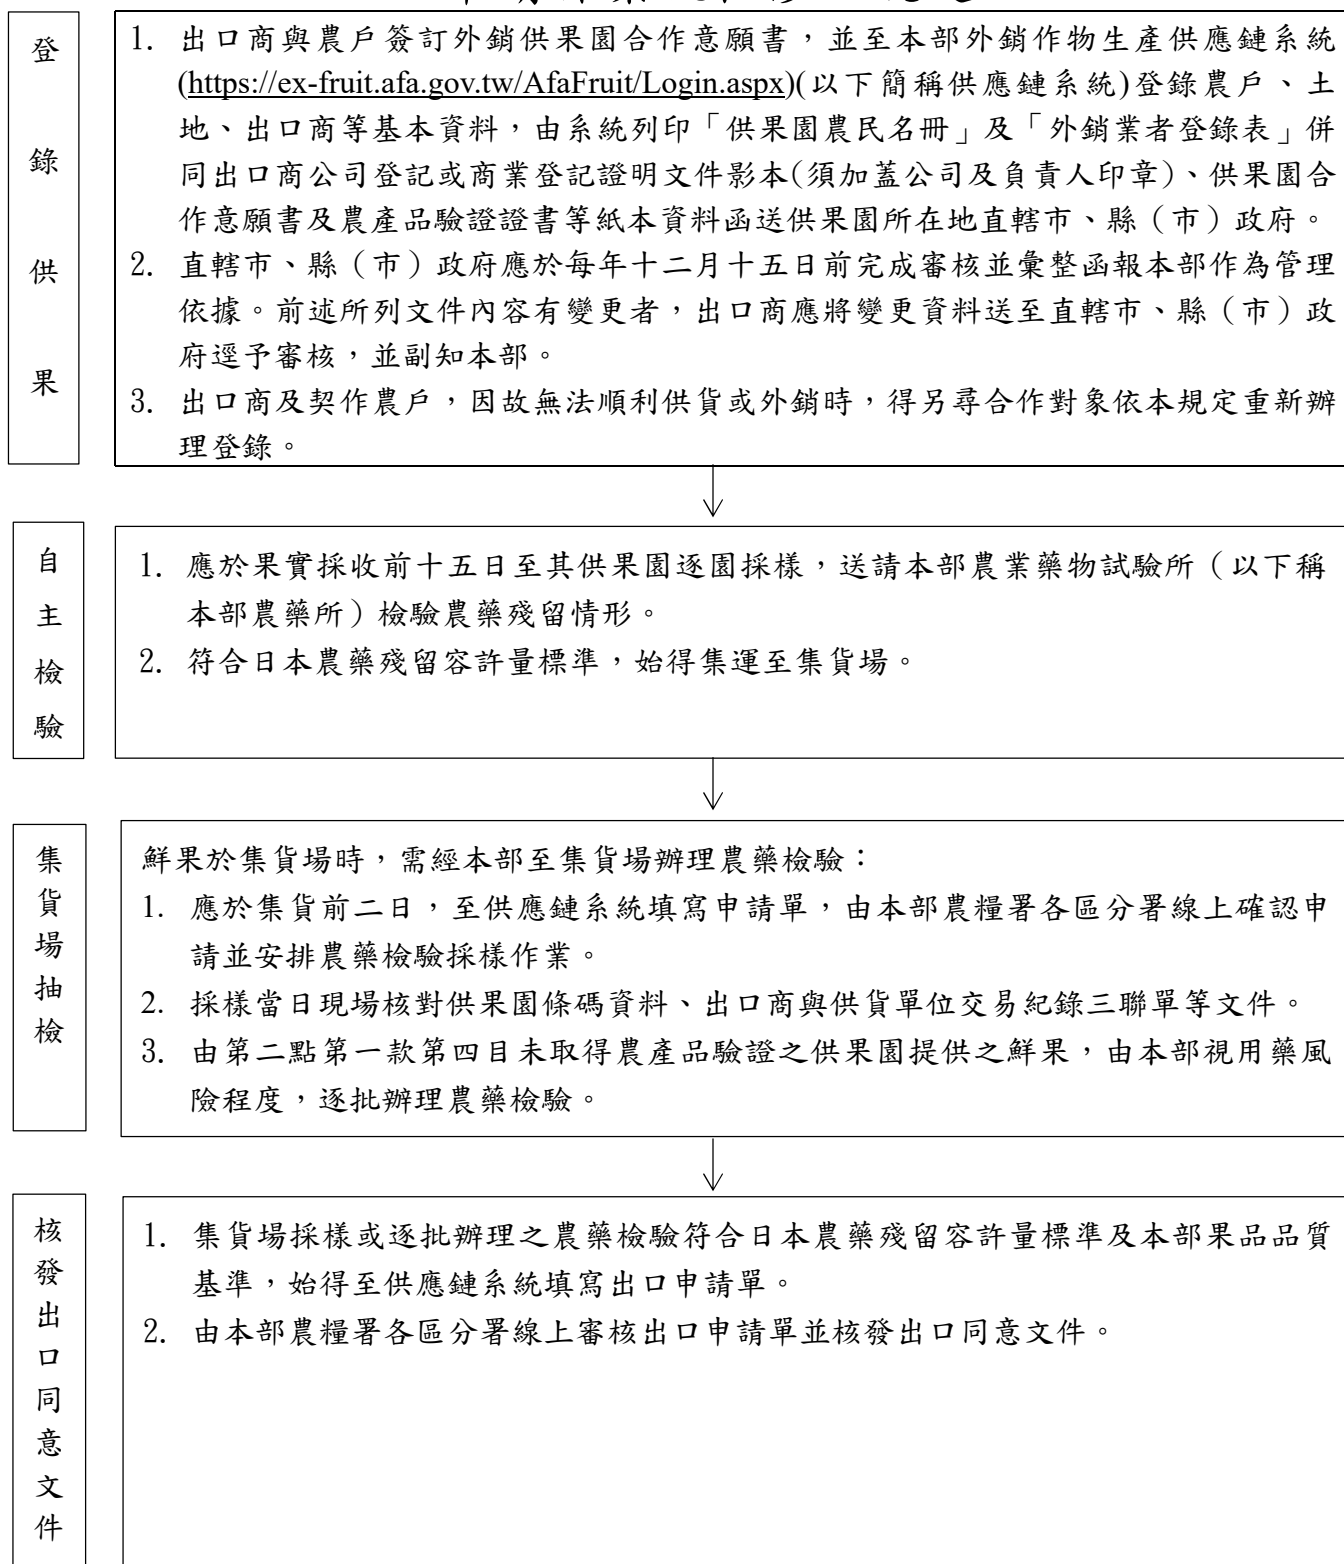 登錄供果
1. 出口商與農戶簽訂外銷供果園合作意願書，並至本部外銷作物生產供應鏈系統
(https://ex-fruit.afa.gov.tw/AfaFruit/Login.aspx)(以下簡稱供應鏈系統)登錄農戶、土
地、出口商等基本資料，由系統列印「供果園農民名冊」及「外銷業者登錄表」併
同出口商公司登記或商業登記證明文件影本(須加蓋公司及負責人印章)、供果園合
作意願書及農產品驗證證書等紙本資料函送供果園所在地直轄市、縣（市）政府。
2. 直轄市、縣（市）政府應於每年十二月十五日前完成審核並彙整函報本部作為管理
依據。前述所列文件內容有變更者，出口商應將變更資料送至直轄市、縣（市）政
府逕予審核，並副知本部。
3. 出口商及契作農戶，因故無法順利供貨或外銷時，得另尋合作對象依本規定重新辦
理登錄。
自主檢驗
1. 應於果實採收前十五日至其供果園逐園採樣，送請本部農業藥物試驗所（以下稱
本部農藥所）檢驗農藥殘留情形。
2. 符合日本農藥殘留容許量標準，始得集運至集貨場。
集貨場抽檢
鮮果於集貨場時，需經本部至集貨場辦理農藥檢驗：
1. 應於集貨前二日，至供應鏈系統填寫申請單，由本部農糧署各區分署線上確認申
請並安排農藥檢驗採樣作業。
2. 採樣當日現場核對供果園條碼資料、出口商與供貨單位交易紀錄三聯單等文件。
3. 由第二點第一款第四目未取得農產品驗證之供果園提供之鮮果，由本部視用藥風
險程度，逐批辦理農藥檢驗。
核發出口同意文件
1. 集貨場採樣或逐批辦理之農藥檢驗符合日本農藥殘留容許量標準及本部果品品質
基準，始得至供應鏈系統填寫出口申請單。
2. 由本部農糧署各區分署線上審核出口申請單並核發出口同意文件。